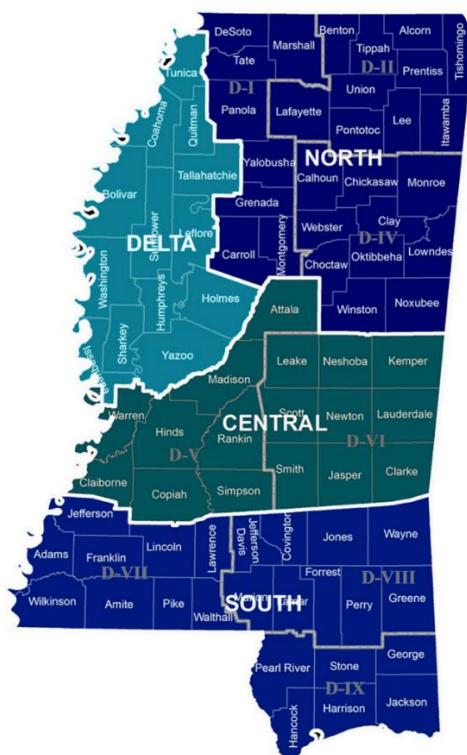 DeSoto
Benton
Alcorn
Tippah
Tishomingo
Tate
Marshall
D-II
Prentiss
Tunica
D-I
Union
Panola
Lafayette
Lee
Itawamba
Coahoma
Quitman
Pontotoc
Yalobusha
NORTH
Tallahatchie
Calhoun
Chickasaw
Monroe
Bolivar
Grenada
Clay
Webster
D-IV
Sunflower
Leflore
DELTA
Carroll
Montgomery
Choctaw
Oktibbeha
Lowndes
Washington
Humphreys
Holmes
Winston
Noxubee
Attala
Sharkey
Yazoo
Issaquena
Leake
Neshoba
Kemper
Madison
Warren
Scott
Newton
Lauderdale
CENTRAL
Hinds
Rankin
D-V
D-VI
Smith
Jasper
Clarke
Claiborne
Copiah
Simpson
Jefferson
Lincoln
Lawrence
Jefferson
Davis
Covington
Jones
Wayne
Adams
Franklin
D-VII
Forrest
D-VIII
Wilkinson
Amite
Pike
Walthall
Marion
Lamar
SOUTH
Perry
Greene
Pearl River
Stone
George
D-IX
Hancock
Harrison
Jackson